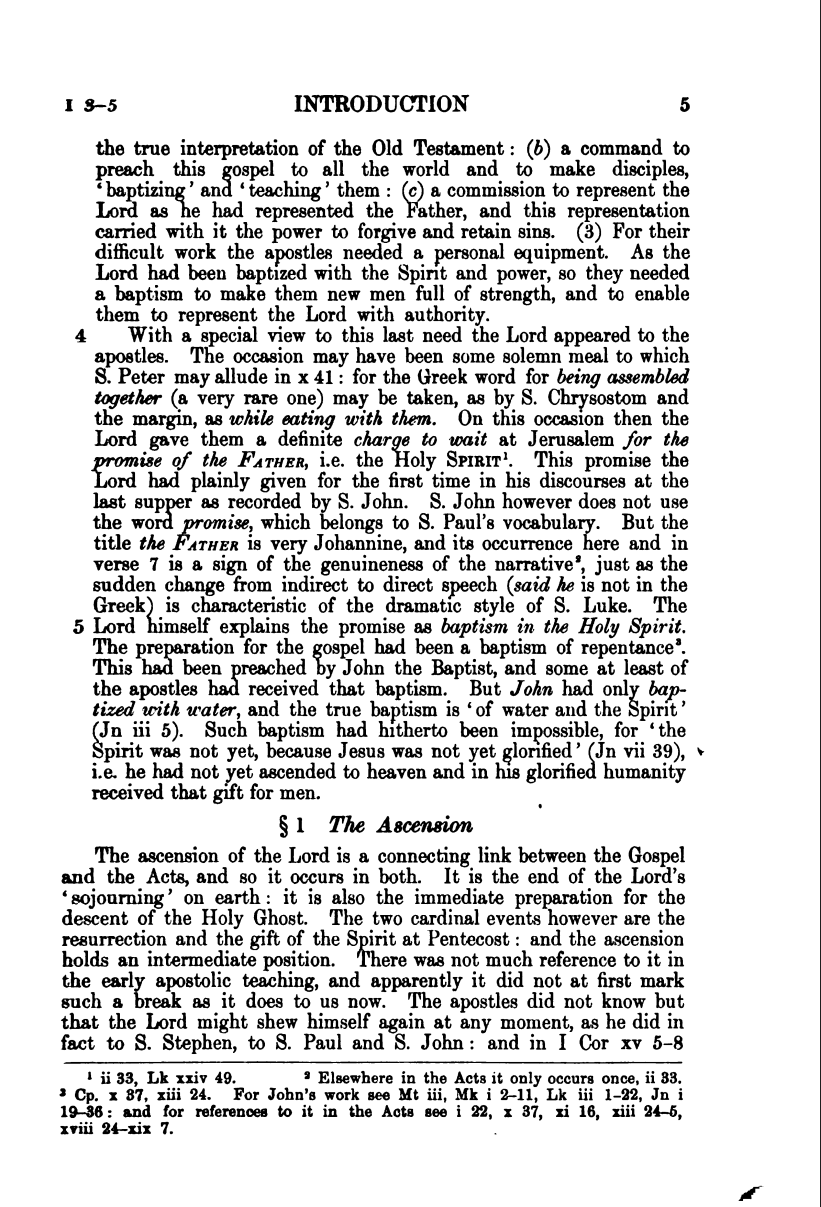 I 3–5 INTRODUCTION 5
the true interpretation of the Old Testament : (b) a command to
preach this gospel to all the world and to make disciples,
‘baptizing’ and ‘teaching’ them : (c) a commission to represent the
Lord as he had represented the Father, and this representation
carried with it the power to forgive and retain sins. (3) For their
difficult work the apostles needed a personal equipment. As the
Lord had been baptized with the Spirit and power, so they needed
a baptism to make them new men full of strength, and to enable
them to represent the Lord with authority.
4 With a special view to this last need the Lord appeared to the
apostles. The occasion may have been some solemn meal to which
S. Peter may allude in x 41 : for the Greek word for being assembled
together (a very rare one) may be taken, as by S. Chrysostom and
the margin, as while eating with them. On this occasion then the
Lord gave them a definite charge to wait at Jerusalem for the
promise of the FATHER, i.e. the Holy SPIRIT¹. This promise the
Lord had plainly given for the first time in his discourses at the
last supper as recorded by S. John. S. John however does not use
the word promise, which belongs to S. Paul's vocabulary. But the
title the FATHER is very Johannine, and its occurrence here and in
verse 7 is a sign of the genuineness of the narrative², just as the
sudden change from indirect to direct speech (said he is not in the
Greek) is characteristic of the dramatic style of S. Luke. The
5 Lord himself explains the promise as baptism in the Holy Spirit.
The preparation for the gospel had been a baptism of repentance³.
This had been preached by John the Baptist, and some at least of
the apostles had received that baptism. But John had only bap-
tized with water, and the true baptism is ‘of water and the Spirit’
(Jn iii 5). Such baptism had hitherto been impossible, for ‘the
Spirit was not yet, because Jesus was not yet glorified’ (Jn vii 39),
i.e. he had not yet ascended to heaven and in his glorified humanity
received that gift for men.
§ 1 The Ascension
The ascension of the Lord is a connecting link between the Gospel
and the Acts, and so it occurs in both. It is the end of the Lord's
‘sojourning’ on earth : it is also the immediate preparation for the
descent of the Holy Ghost. The two cardinal events however are the
resurrection and the gift of the Spirit at Pentecost : and the ascension
holds an intermediate position. There was not much reference to it in
the early apostolic teaching, and apparently it did not at first mark
such a break as it does to us now. The apostles did not know but
that the Lord might shew himself again at any moment, as he did in
fact to S. Stephen, to S. Paul and S. John : and in I Cor xv 5–8
¹ ii 33, Lk xxiv 49. ² Elsewhere in the Acts it only occurs once, ii 33.
³ Cp. x 37, xiii 24. For John's work see Mt iii, Mk i 2–11, Lk iii 1–22, Jn i
19–36 : and for references to it in the Acts see i 22, x 37, xi 16, xiii 24–5,
xviii 24–xix 7.